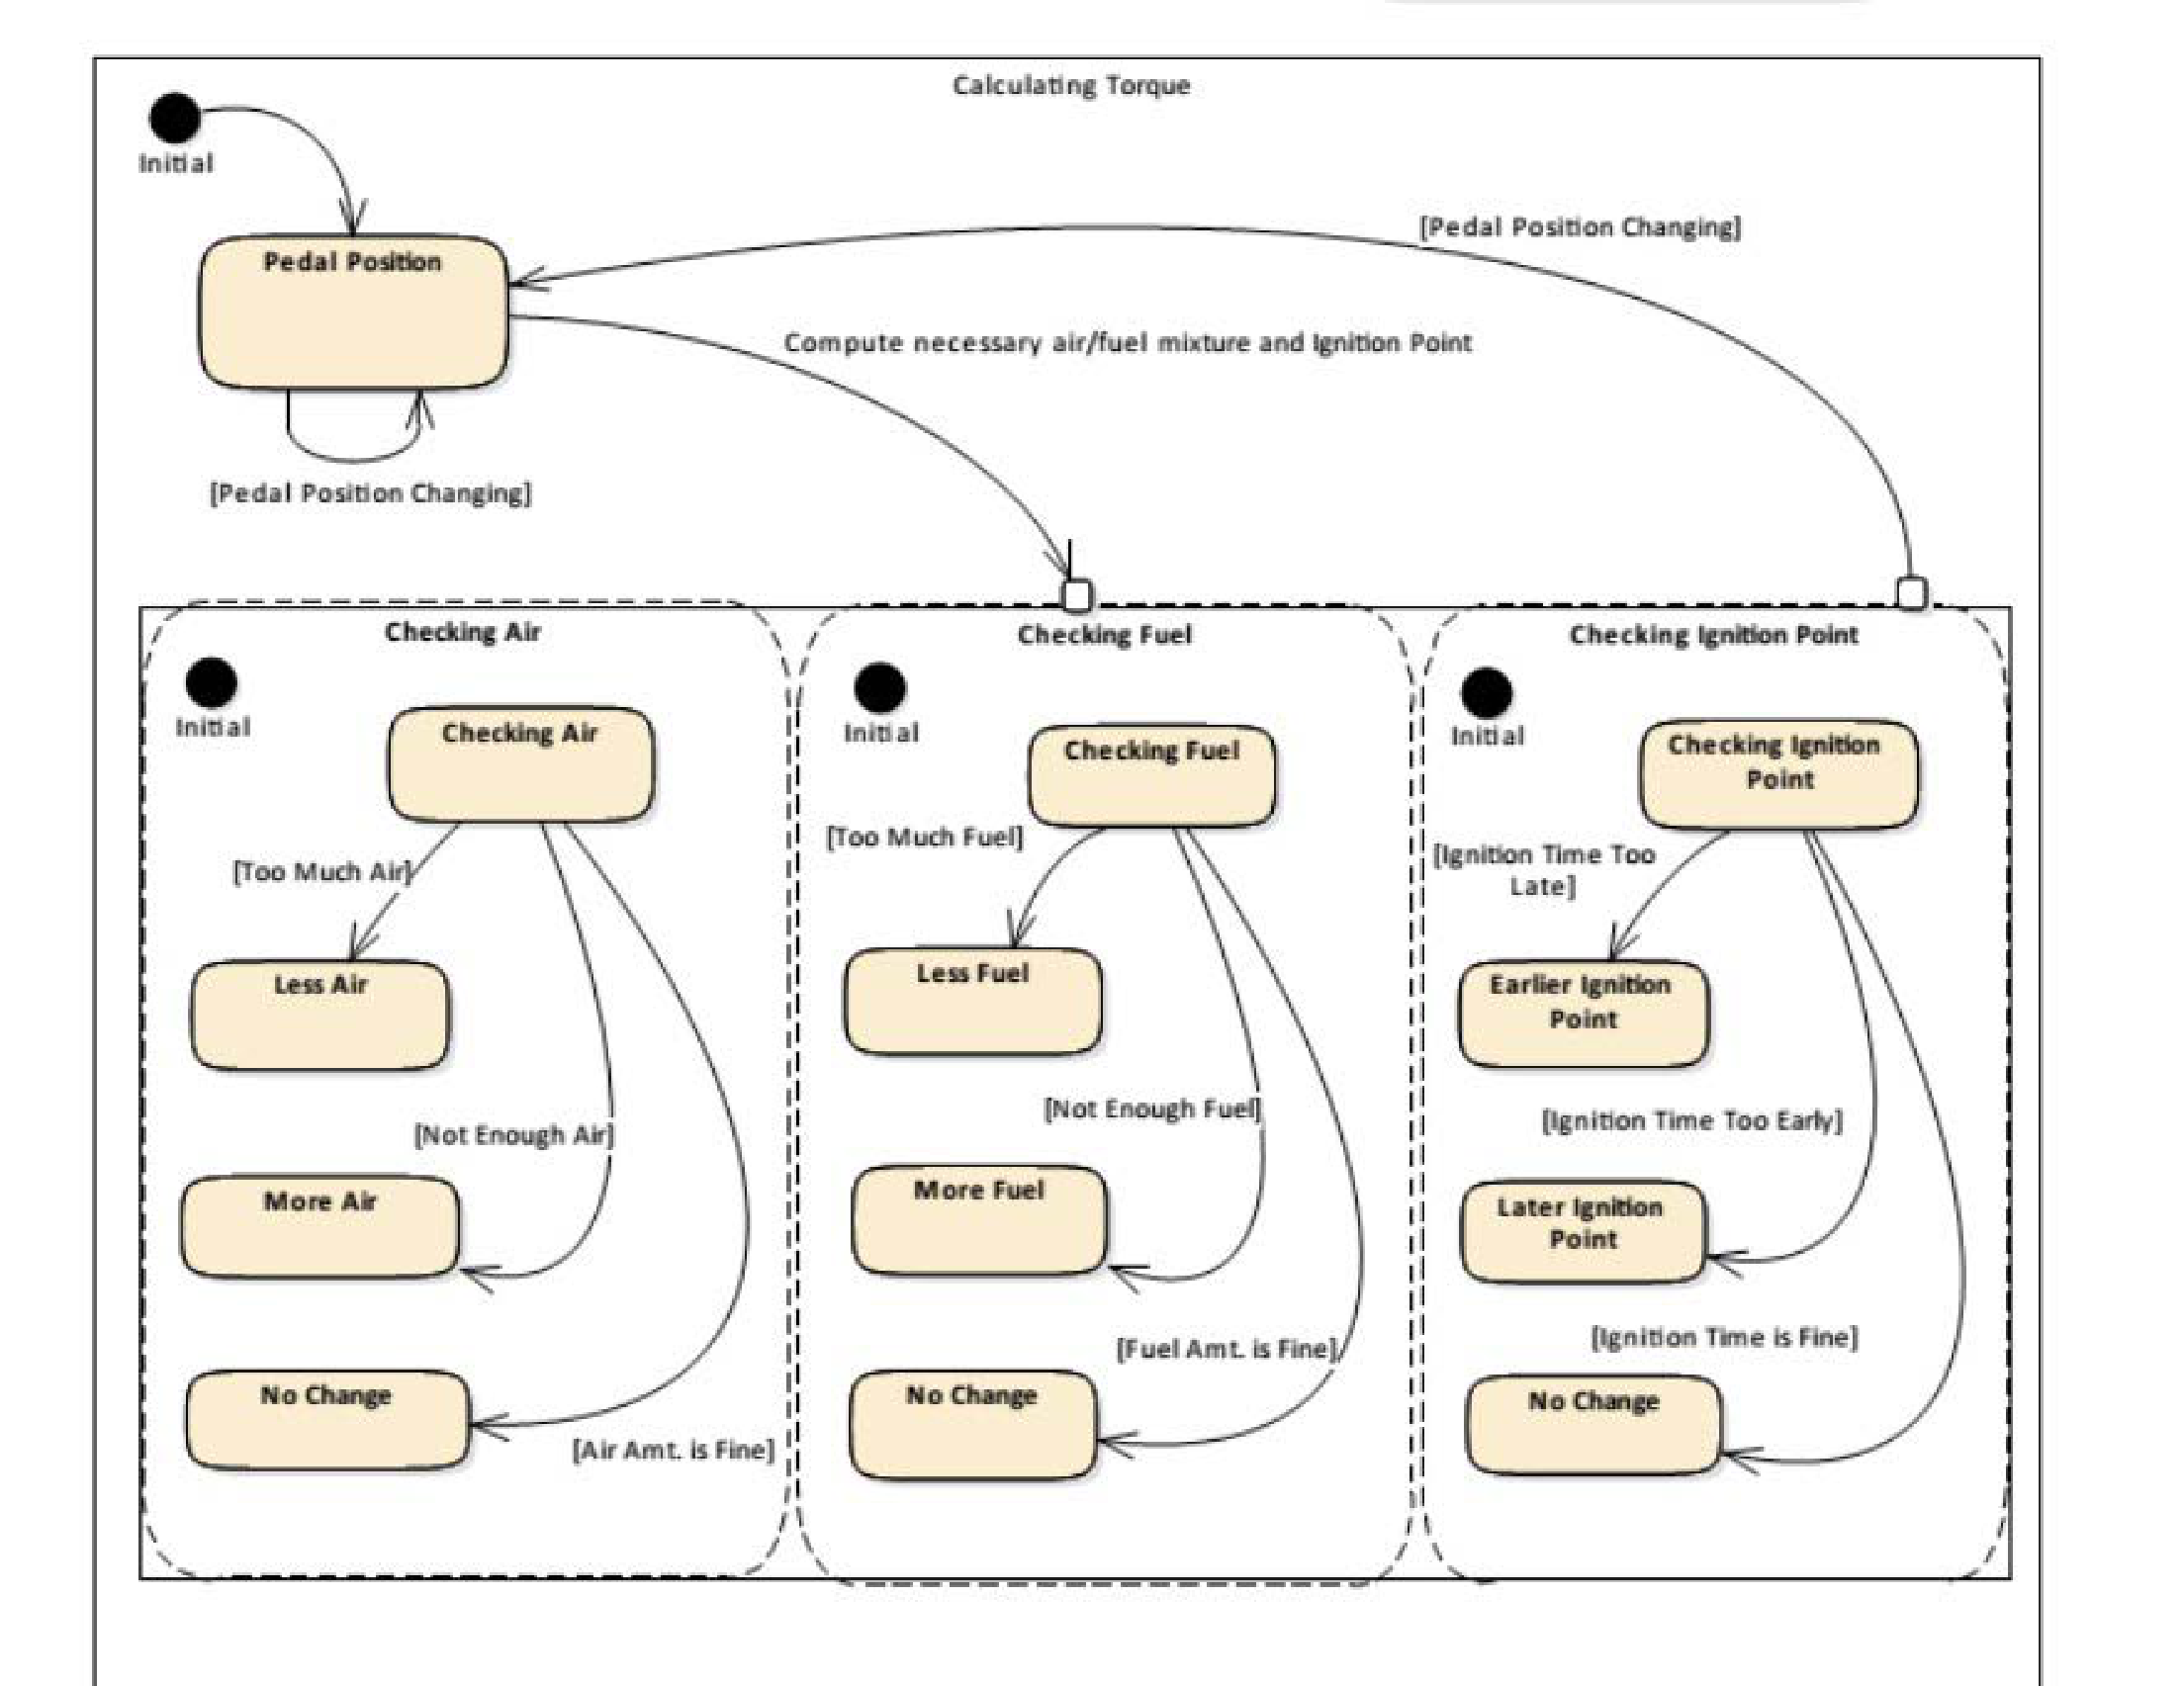 Calculating Torque
Initial
[Pedal Position Changing]
Pedal Position
Compute necessary air/fuel mixture and Ignition Point
[Pedal Position Changing]
Checking Air
Initial
Checking Air
[Too Much Air]
Less Air
[Not Enough Air]
More Air
No Change
[Air Amt. is Fine]
Checking Fuel
Initial
Checking Fuel
[Too Much Fuel]
Less Fuel
[Not Enough Fuel]
More Fuel
[Fuel Amt. is Fine]
No Change
Checking Ignition Point
Initial
Checking Ignition
Point
[Ignition Time Too
Late]
Earlier Ignition
Point
[Ignition Time Too Early]
Later Ignition
Point
[Ignition Time is Fine]
No Change